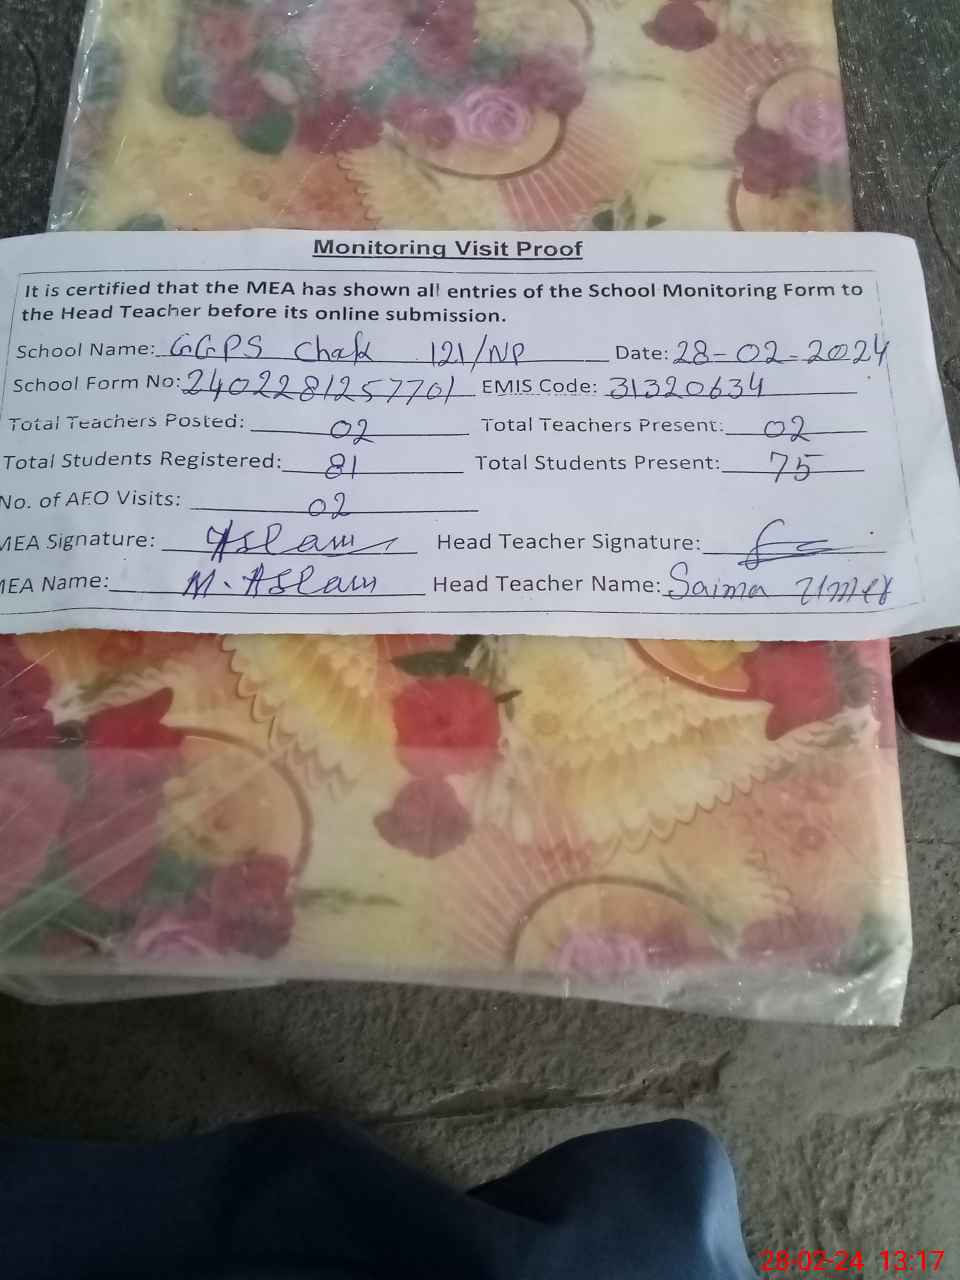 Monitoring Visit Proof
It is certified that the MEA has shown all entries of the School Monitoring Form to
the Head Teacher before its online submission.
School Name: GGPS Chak 121/NP Date: 28-02-2024
School Form No: 2402281257701 EMIS Code: 31320634
Total Teachers Posted: 02 Total Teachers Present: 02
Total Students Registered: 81 Total Students Present: 75
No. of AEO Visits: 02
MEA Signature: Aslam Head Teacher Signature:
MEA Name: M. Aslam Head Teacher Name: Saima Umer
28-02-24 13:17